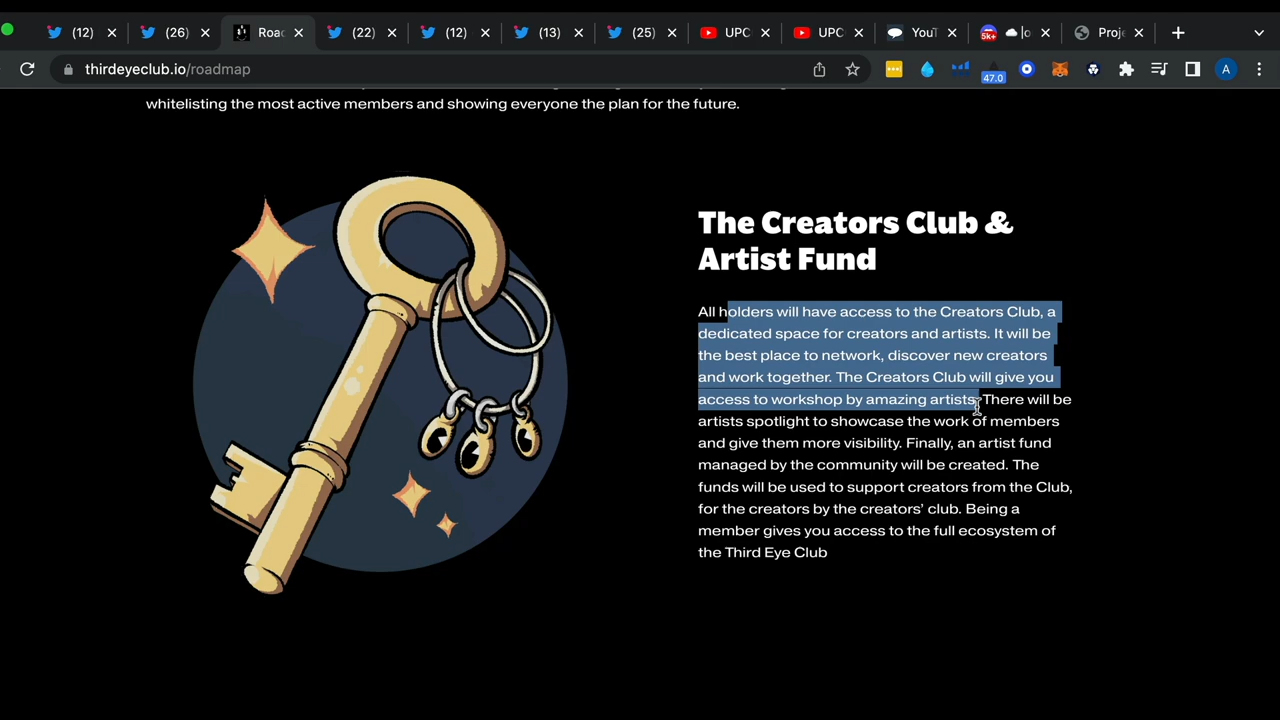 (12)
(26)
Roac
(22)
(12)
(13)
(25)
UPC
UPC
YouT
5k+
Proje
thirdeyeclub.io/roadmap
47.0
A
whitelisting the most active members and showing everyone the plan for the future.
The Creators Club &
Artist Fund
All holders will have access to the Creators Club, a
dedicated space for creators and artists. It will be
the best place to network, discover new creators
and work together. The Creators Club will give you
access to workshop by amazing artists. There will be
artists spotlight to showcase the work of members
and give them more visibility. Finally, an artist fund
managed by the community will be created. The
funds will be used to support creators from the Club,
for the creators by the creators’ club. Being a
member gives you access to the full ecosystem of
the Third Eye Club